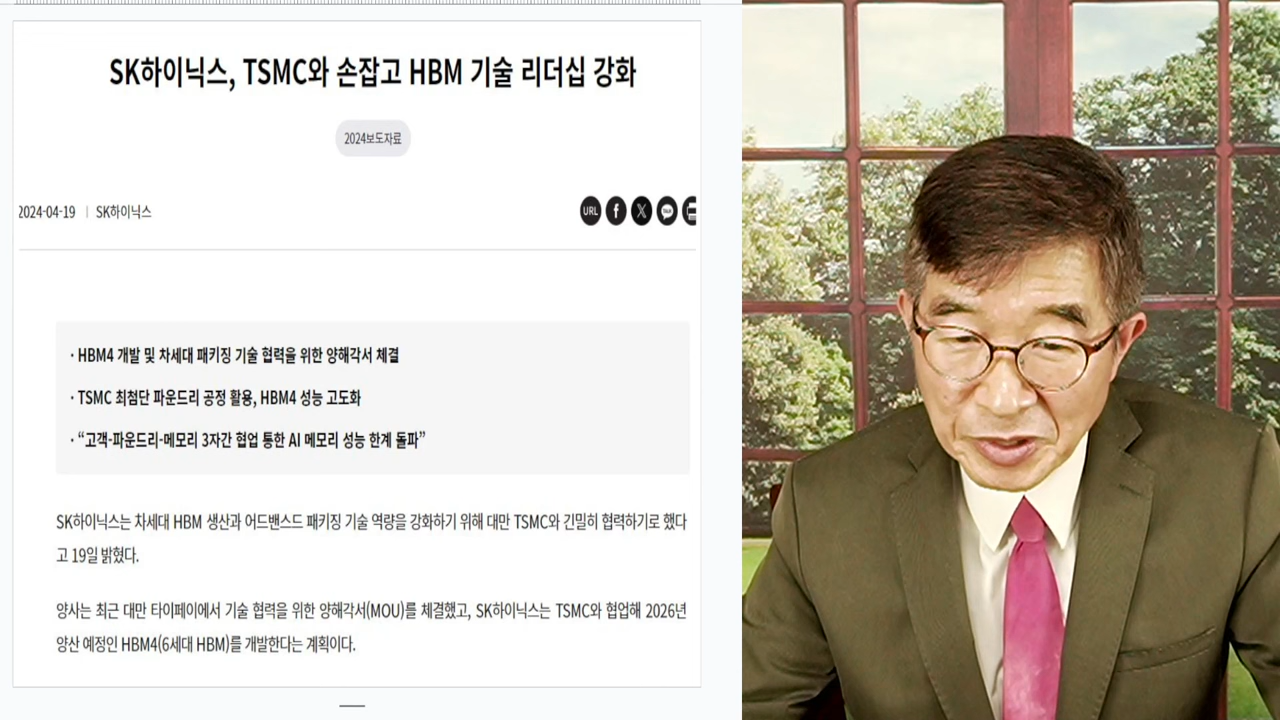 SK하이닉스, TSMC와 손잡고 HBM 기술 리더십 강화
2024보도자료
2024-04-19 | SK하이닉스
URL f X TALK
· HBM4 개발 및 차세대 패키징 기술 협력을 위한 양해각서 체결
· TSMC 최첨단 파운드리 공정 활용, HBM4 성능 고도화
· “고객-파운드리-메모리 3자간 협업 통한 AI 메모리 성능 한계 돌파”
SK하이닉스는 차세대 HBM 생산과 어드밴스드 패키징 기술 역량을 강화하기 위해 대만 TSMC와 긴밀히 협력하기로 했다
고 19일 밝혔다.
양사는 최근 대만 타이페이에서 기술 협력을 위한 양해각서(MOU)를 체결했고, SK하이닉스는 TSMC와 협업해 2026년
양산 예정인 HBM4(6세대 HBM)를 개발한다는 계획이다.